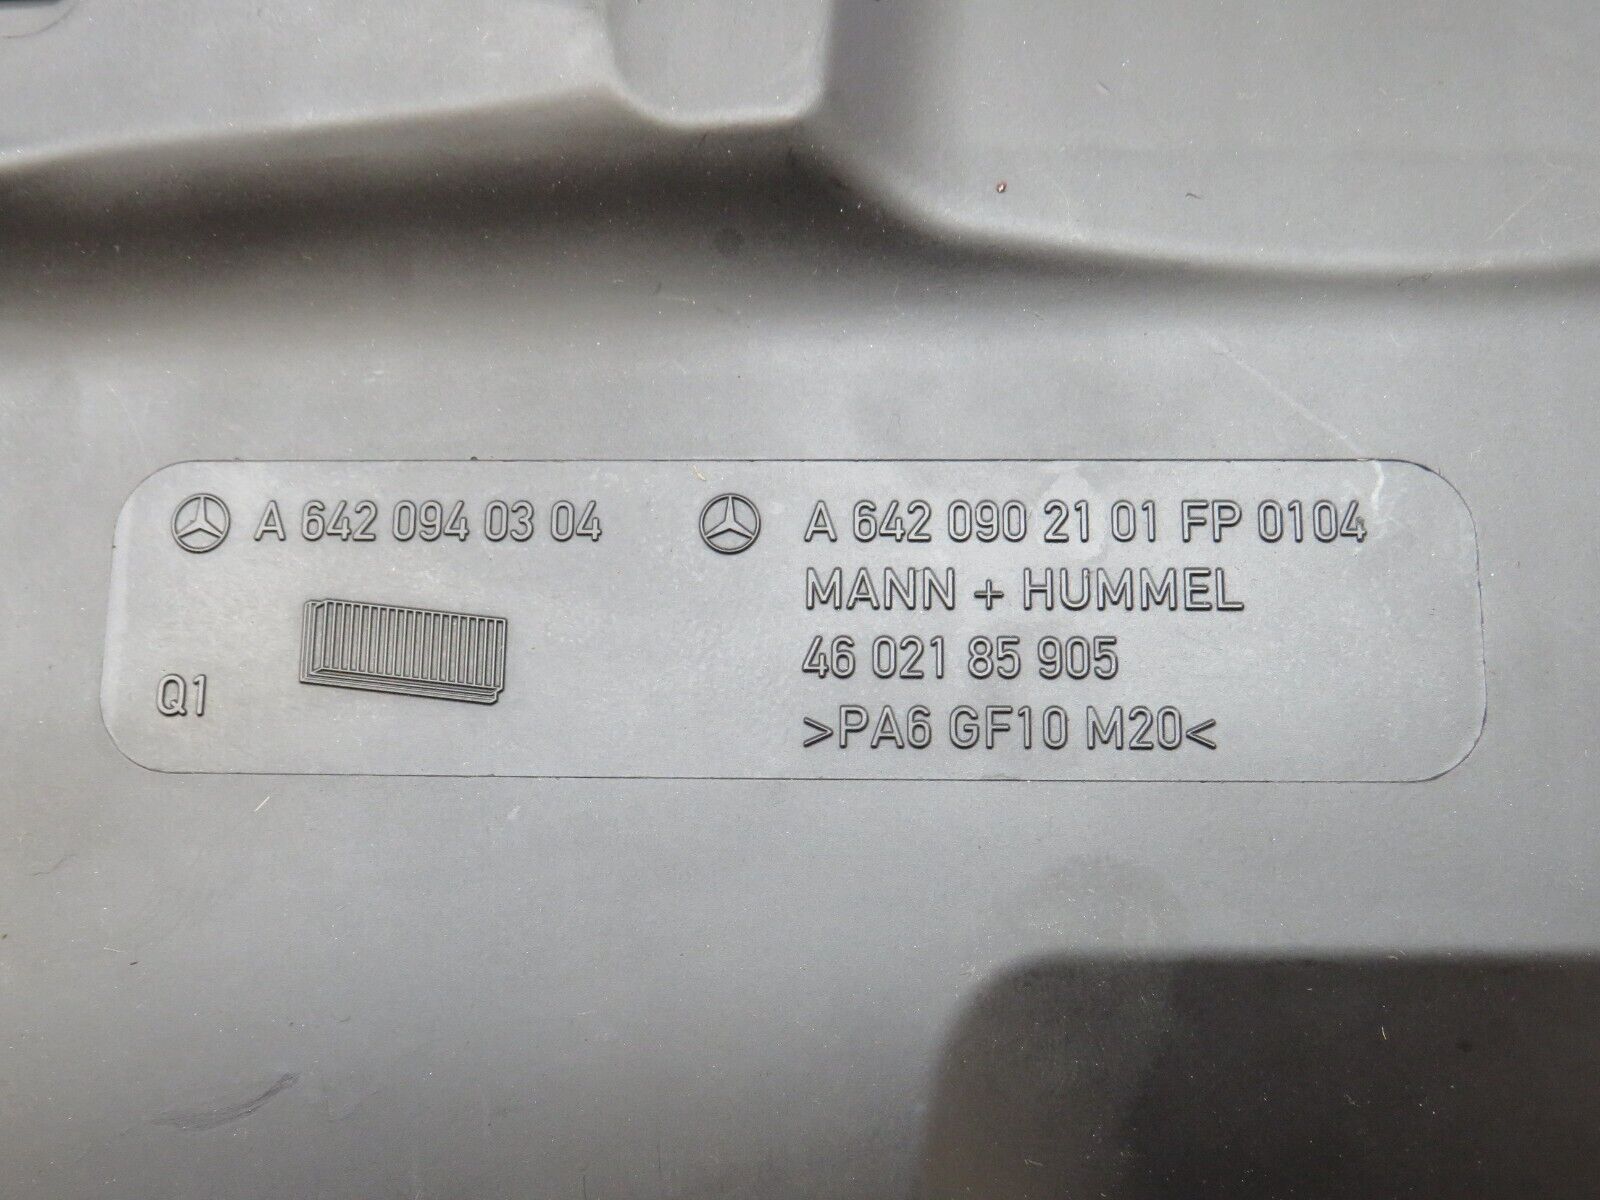 A 642 094 03 04
Q1
A 642 090 21 01 FP 0104
MANN + HUMMEL
46 021 85 905
>PA6 GF10 M20<